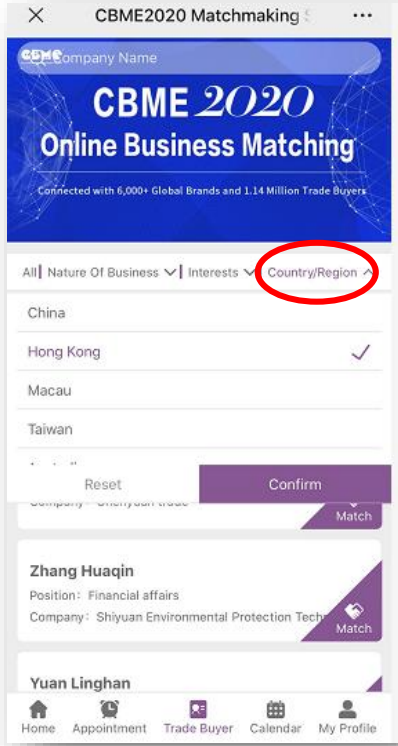 CBME2020 Matchmaking
CBME
Company Name
CBME 2020
Online Business Matching
Connected with 6,000+ Global Brands and 1.14 Million Trade Buyers
All Nature Of Business Interests Country/Region
China
Hong Kong
Macau
Taiwan
Reset Confirm
Match
Zhang Huaqin
Position: Financial affairs
Company: Shiyuan Environmental Protection Tech
Match
Yuan Linghan
Home Appointment Trade Buyer Calendar My Profile